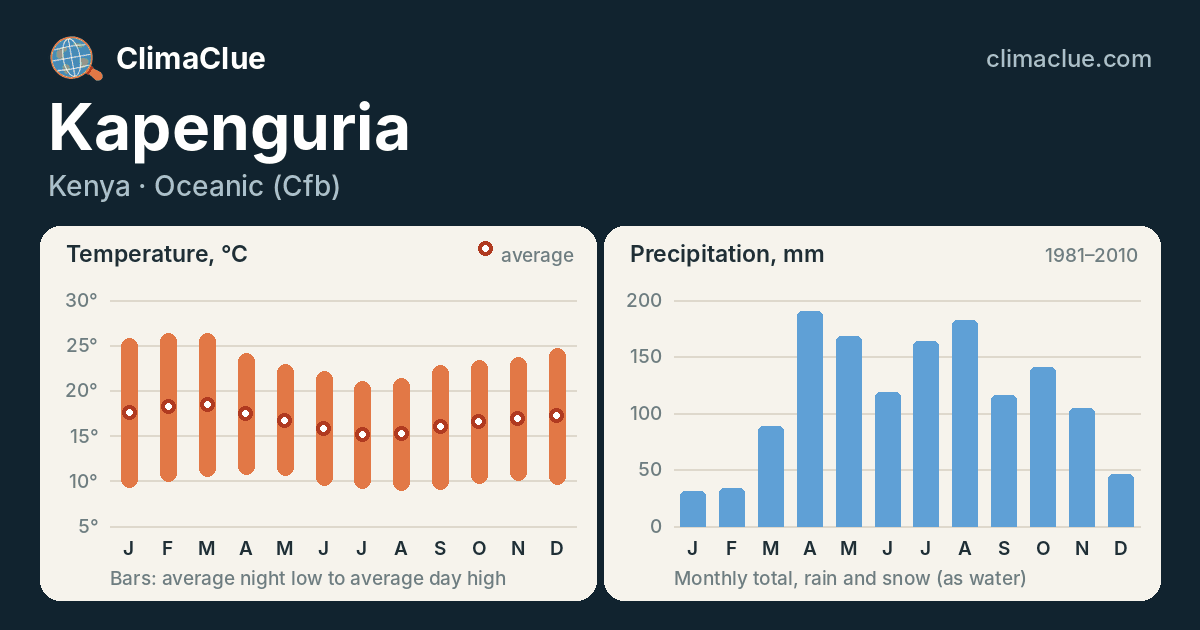 ClimaClue
climaclue.com
Kapenguria
Kenya · Oceanic (Cfb)
Temperature, °C
average
30°
25°
20°
15°
10°
5°
J F M A M J J A S O N D
Bars: average night low to average day high
Precipitation, mm
1981–2010
200
150
100
50
0
J F M A M J J A S O N D
Monthly total, rain and snow (as water)